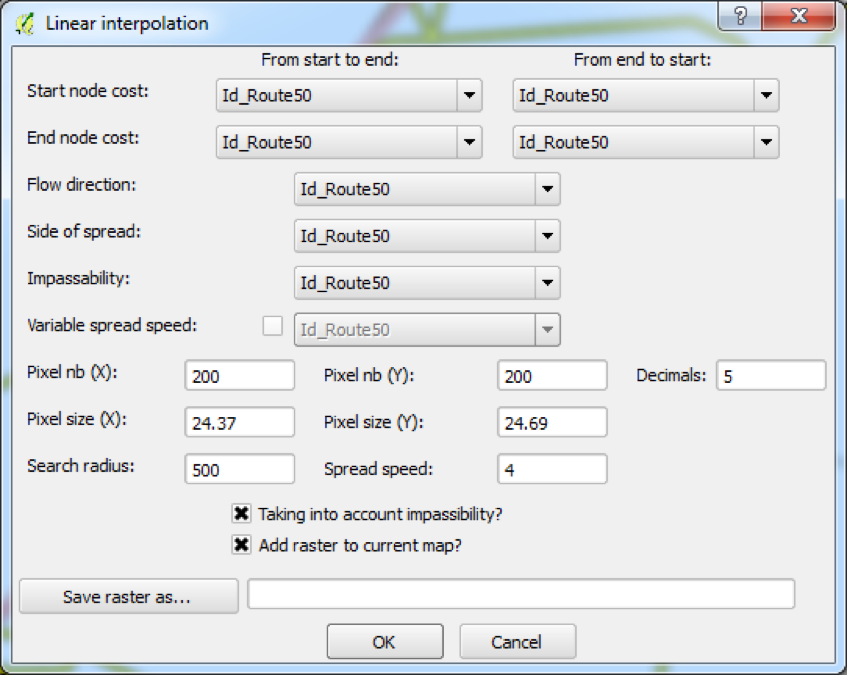 Linear interpolation ?
From start to end: From end to start:
Start node cost: Id_Route50 Id_Route50
End node cost: Id_Route50 Id_Route50
Flow direction: Id_Route50
Side of spread: Id_Route50
Impassability: Id_Route50
Variable spread speed: Id_Route50
Pixel nb (X): 200 Pixel nb (Y): 200 Decimals: 5
Pixel size (X): 24.37 Pixel size (Y): 24.69
Search radius: 500 Spread speed: 4
Taking into account impassibility?
Add raster to current map?
Save raster as...
OK Cancel